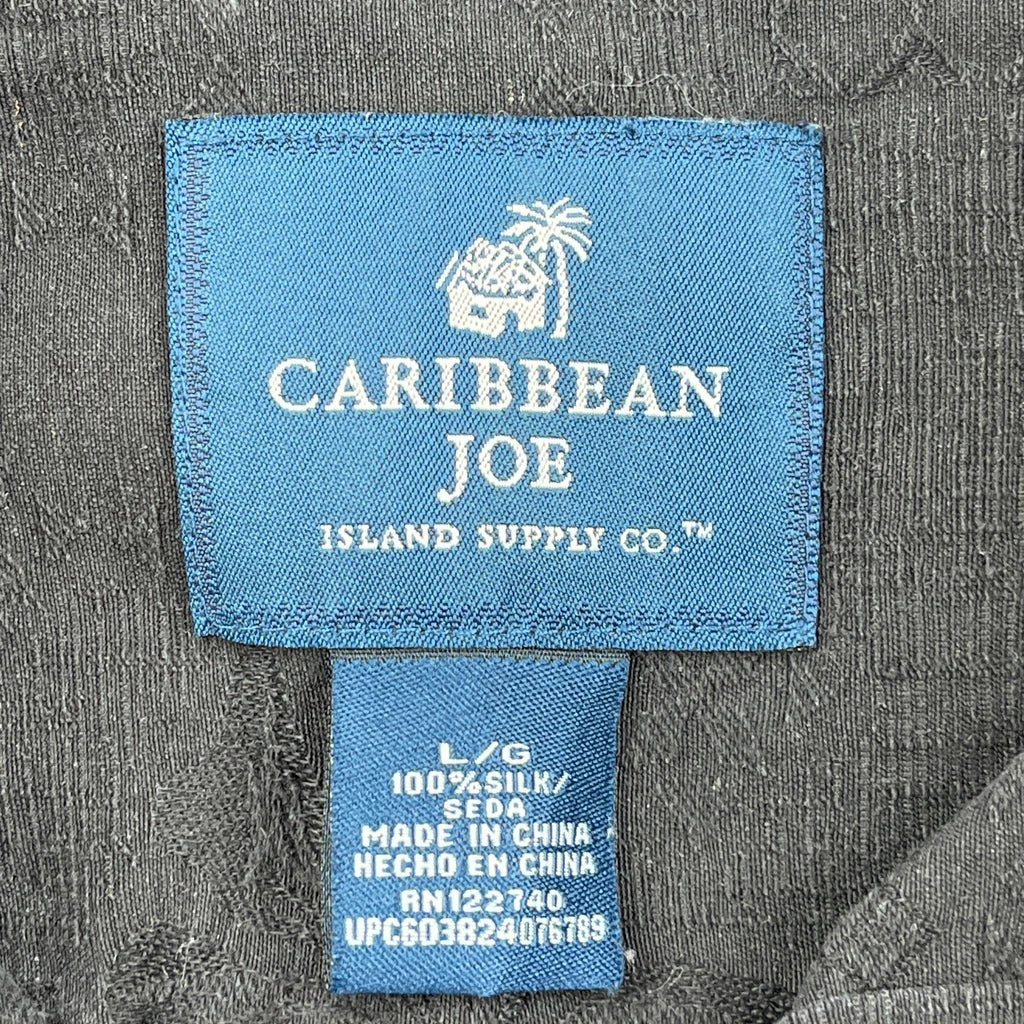 CARIBBEAN
JOE
ISLAND SUPPLY CO.™
L/G
100%SILK/
SEDA
MADE IN CHINA
HECHO EN CHINA
RN122740
UPC603824076789